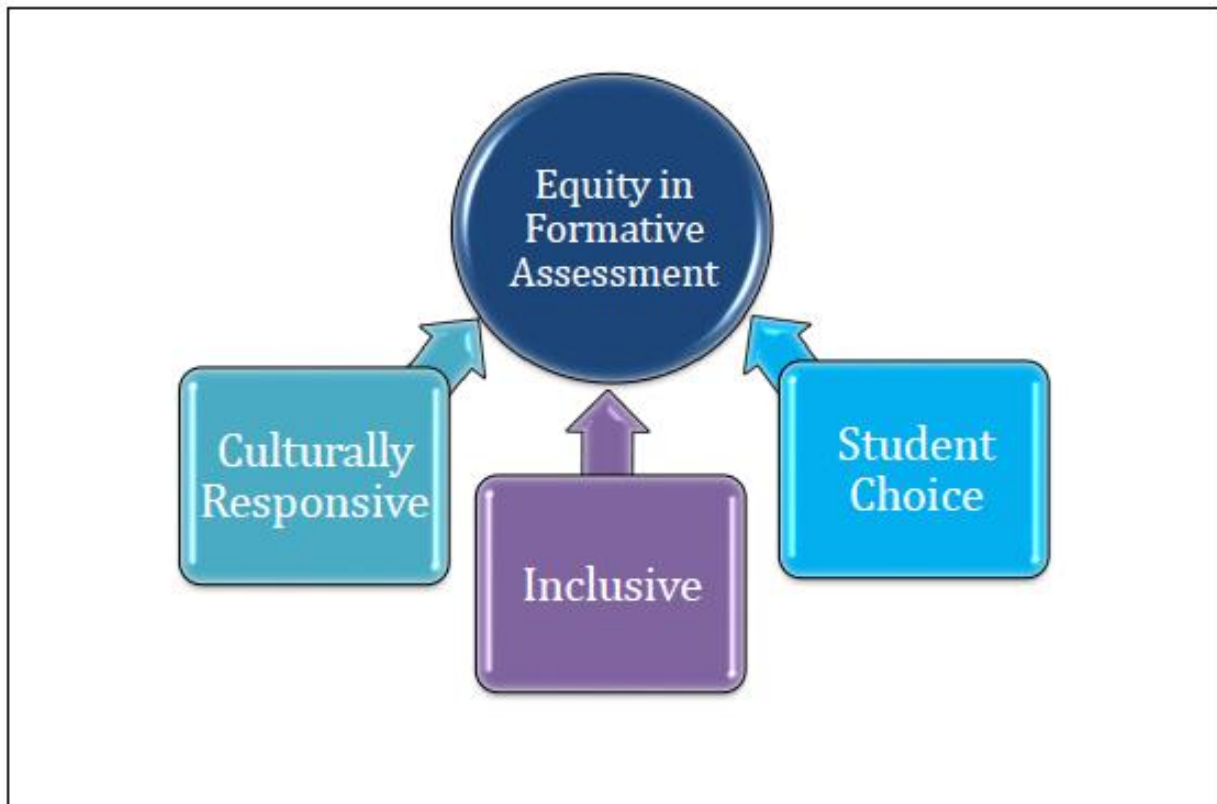 Equity in
Formative
Assessment
Culturally
Responsive
Inclusive
Student
Choice